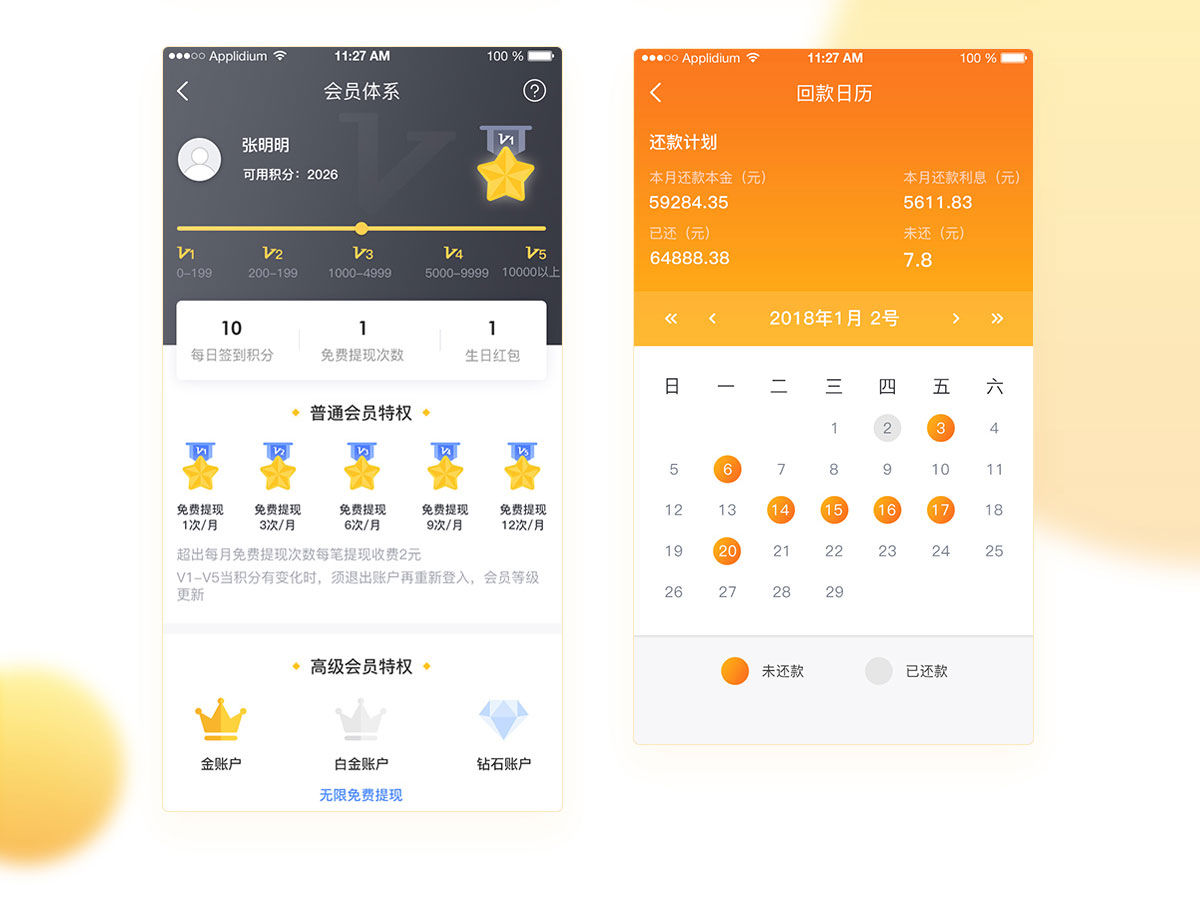 Applidium 11:27 AM 100 %
会员体系
?
张明明
可用积分：2026
V1
V1 V2 V3 V4 V5
0-199 200-199 1000-4999 5000-9999 10000以上
10 1 1
每日签到积分 免费提现次数 生日红包
普通会员特权
V1 V2 V3 V4 V5
免费提现 免费提现 免费提现 免费提现 免费提现
1次/月 3次/月 6次/月 9次/月 12次/月
超出每月免费提现次数每笔提现收费2元
V1-V5当积分有变化时，须退出账户再重新登入，会员等级
更新
高级会员特权
金账户 白金账户 钻石账户
无限免费提现
Applidium 11:27 AM 100 %
回款日历
还款计划
本月还款本金（元） 本月还款利息（元）
59284.35 5611.83
已还（元） 未还（元）
64888.38 7.8
« ‹ 2018年1月 2号 › »
日 一 二 三 四 五 六
1 2 3 4
5 6 7 8 9 10 11
12 13 14 15 16 17 18
19 20 21 22 23 24 25
26 27 28 29
未还款 已还款